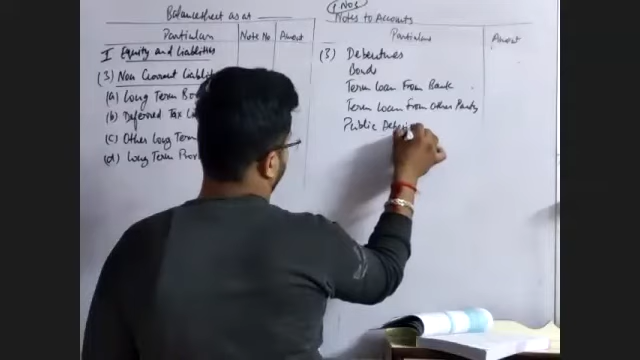 Balance sheet as at
Particulars Note No Amount
I Equity and Liabilities
(3) Non Current
(a) Long Term
(b) Deferred Tax
(c) Other Long Term
(d) Long Term
Notes to Accounts
Particulars Amount
(3) Debentures
Bonds
Term Loan From Bank
Term Loan From Other Party
Public